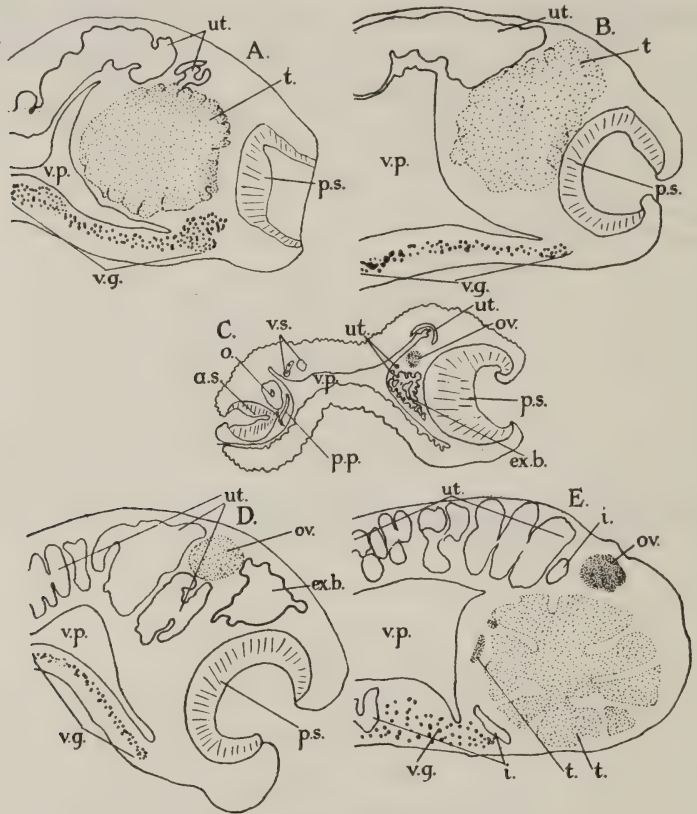 ut.
A.
t.
v.p.
p.s.
v.g.
ut.
B.
t
v.p.
p.s.
v.g.
C.
v.s.
o.
a.s.
ut.
ov.
v.p.
p.s.
p.p.
ex.b.
ut.
D.
ov.
ex.b.
v.p.
p.s.
v.g.
ut.
E.
i.
ov.
v.p.
v.g.
i.
t.
t.